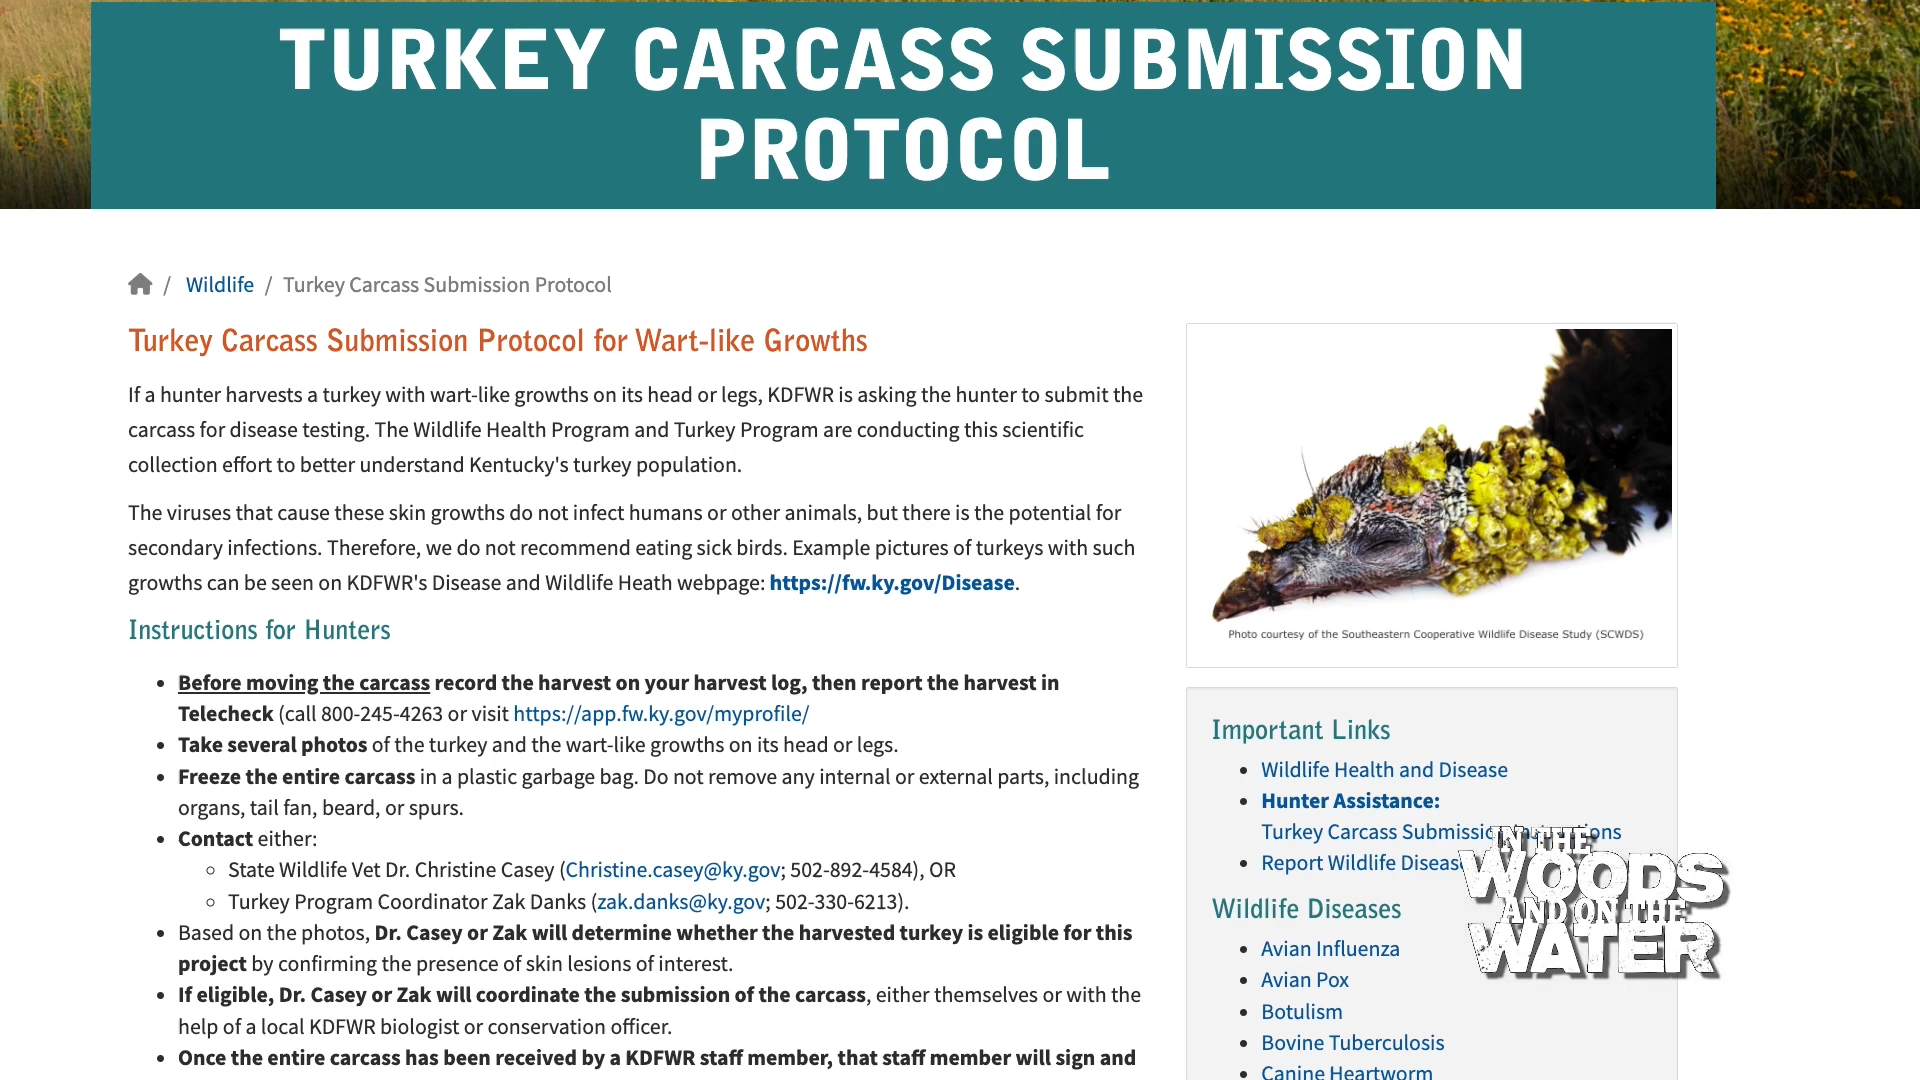 TURKEY CARCASS SUBMISSION
PROTOCOL
/ Wildlife / Turkey Carcass Submission Protocol
Turkey Carcass Submission Protocol for Wart-like Growths
If a hunter harvests a turkey with wart-like growths on its head or legs, KDFWR is asking the hunter to submit the
carcass for disease testing. The Wildlife Health Program and Turkey Program are conducting this scientific
collection effort to better understand Kentucky's turkey population.
The viruses that cause these skin growths do not infect humans or other animals, but there is the potential for
secondary infections. Therefore, we do not recommend eating sick birds. Example pictures of turkeys with such
growths can be seen on KDFWR's Disease and Wildlife Heath webpage: https://fw.ky.gov/Disease.
Instructions for Hunters
• Before moving the carcass record the harvest on your harvest log, then report the harvest in
Telecheck (call 800-245-4263 or visit https://app.fw.ky.gov/myprofile/
• Take several photos of the turkey and the wart-like growths on its head or legs.
• Freeze the entire carcass in a plastic garbage bag. Do not remove any internal or external parts, including
organs, tail fan, beard, or spurs.
• Contact either:
◦ State Wildlife Vet Dr. Christine Casey (Christine.casey@ky.gov; 502-892-4584), OR
◦ Turkey Program Coordinator Zak Danks (zak.danks@ky.gov; 502-330-6213).
• Based on the photos, Dr. Casey or Zak will determine whether the harvested turkey is eligible for this
project by confirming the presence of skin lesions of interest.
• If eligible, Dr. Casey or Zak will coordinate the submission of the carcass, either themselves or with the
help of a local KDFWR biologist or conservation officer.
• Once the entire carcass has been received by a KDFWR staff member, that staff member will sign and
Photo courtesy of the Southeastern Cooperative Wildlife Disease Study (SCWDS)
Important Links
• Wildlife Health and Disease
• Hunter Assistance:
Turkey Carcass
• Report Wildlife
Wildlife Diseases
• Avian Influenza
• Avian Pox
• Botulism
• Bovine Tuberculosis
• Canine Heartworm
IN THE
WOODS
AND ON THE
WATER